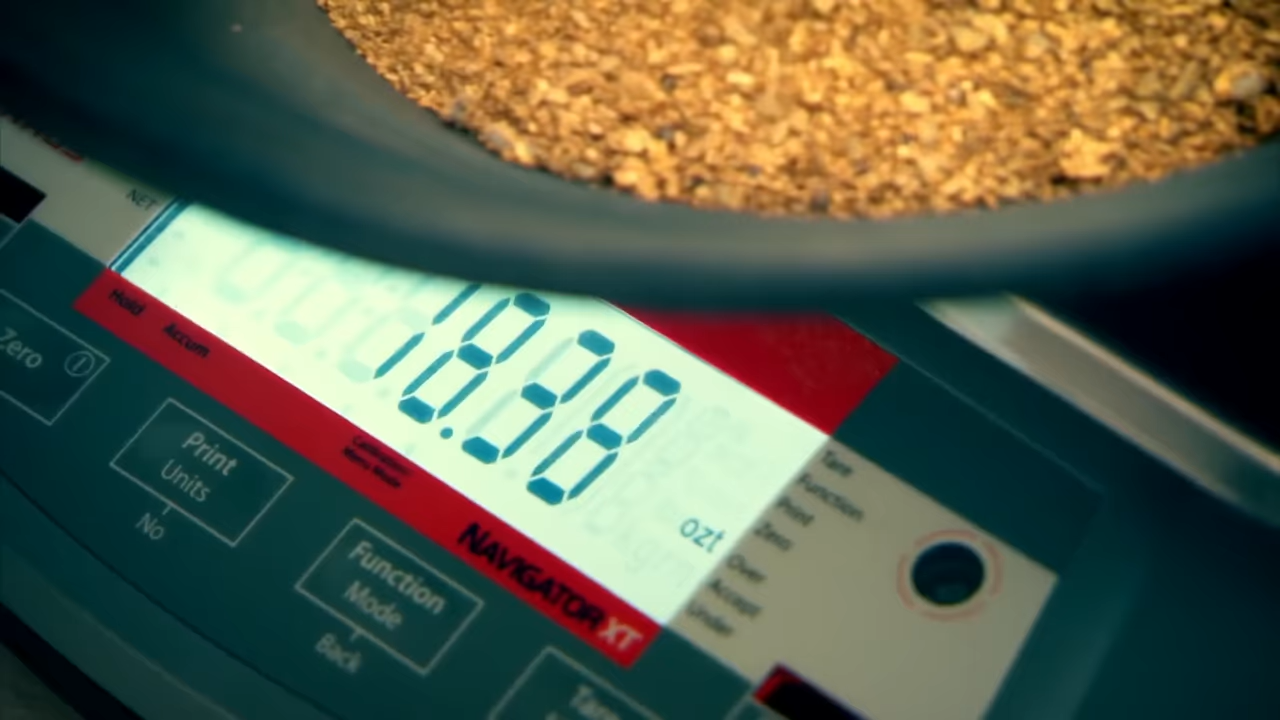 NET
Hold
Accum
18.38
ozt
Zero
Print
Units
No
Function
Mode
Back
Menu Mode
NAVIGATOR XT
Tare
Function
Print
Zero
Over
Accept
Under
Tare